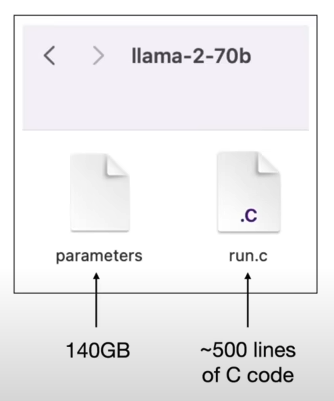 llama-2-70b
.C
parameters
run.c
140GB
~500 lines
of C code